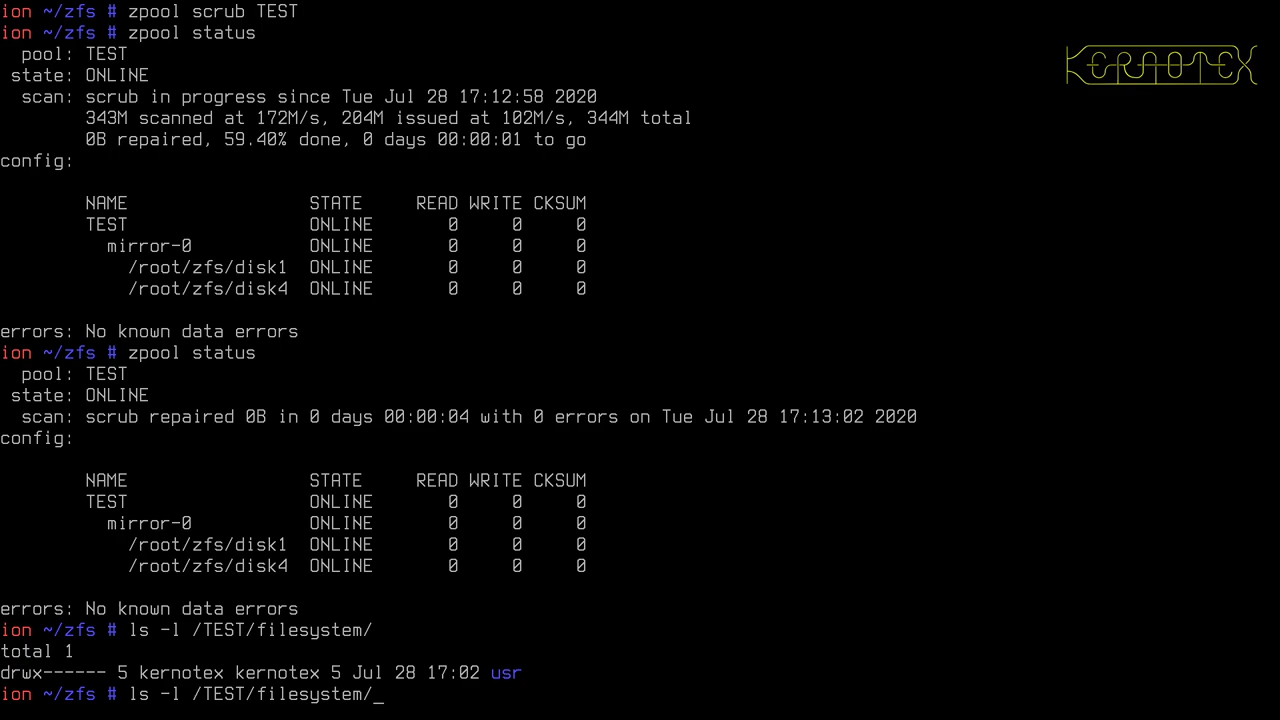 ion ~/zfs # zpool scrub TEST
ion ~/zfs # zpool status
  pool: TEST
 state: ONLINE
  scan: scrub in progress since Tue Jul 28 17:12:58 2020
        343M scanned at 172M/s, 204M issued at 102M/s, 344M total
        0B repaired, 59.40% done, 0 days 00:00:01 to go
config:
        NAME                 STATE     READ WRITE CKSUM
        TEST                 ONLINE       0     0     0
          mirror-0           ONLINE       0     0     0
            /root/zfs/disk1  ONLINE       0     0     0
            /root/zfs/disk4  ONLINE       0     0     0
errors: No known data errors
ion ~/zfs # zpool status
  pool: TEST
 state: ONLINE
  scan: scrub repaired 0B in 0 days 00:00:04 with 0 errors on Tue Jul 28 17:13:02 2020
config:
        NAME                 STATE     READ WRITE CKSUM
        TEST                 ONLINE       0     0     0
          mirror-0           ONLINE       0     0     0
            /root/zfs/disk1  ONLINE       0     0     0
            /root/zfs/disk4  ONLINE       0     0     0
errors: No known data errors
ion ~/zfs # ls -l /TEST/filesystem/
total 1
drwx------ 5 kernotex kernotex 5 Jul 28 17:02 usr
ion ~/zfs # ls -l /TEST/filesystem/_
KERNOTEX